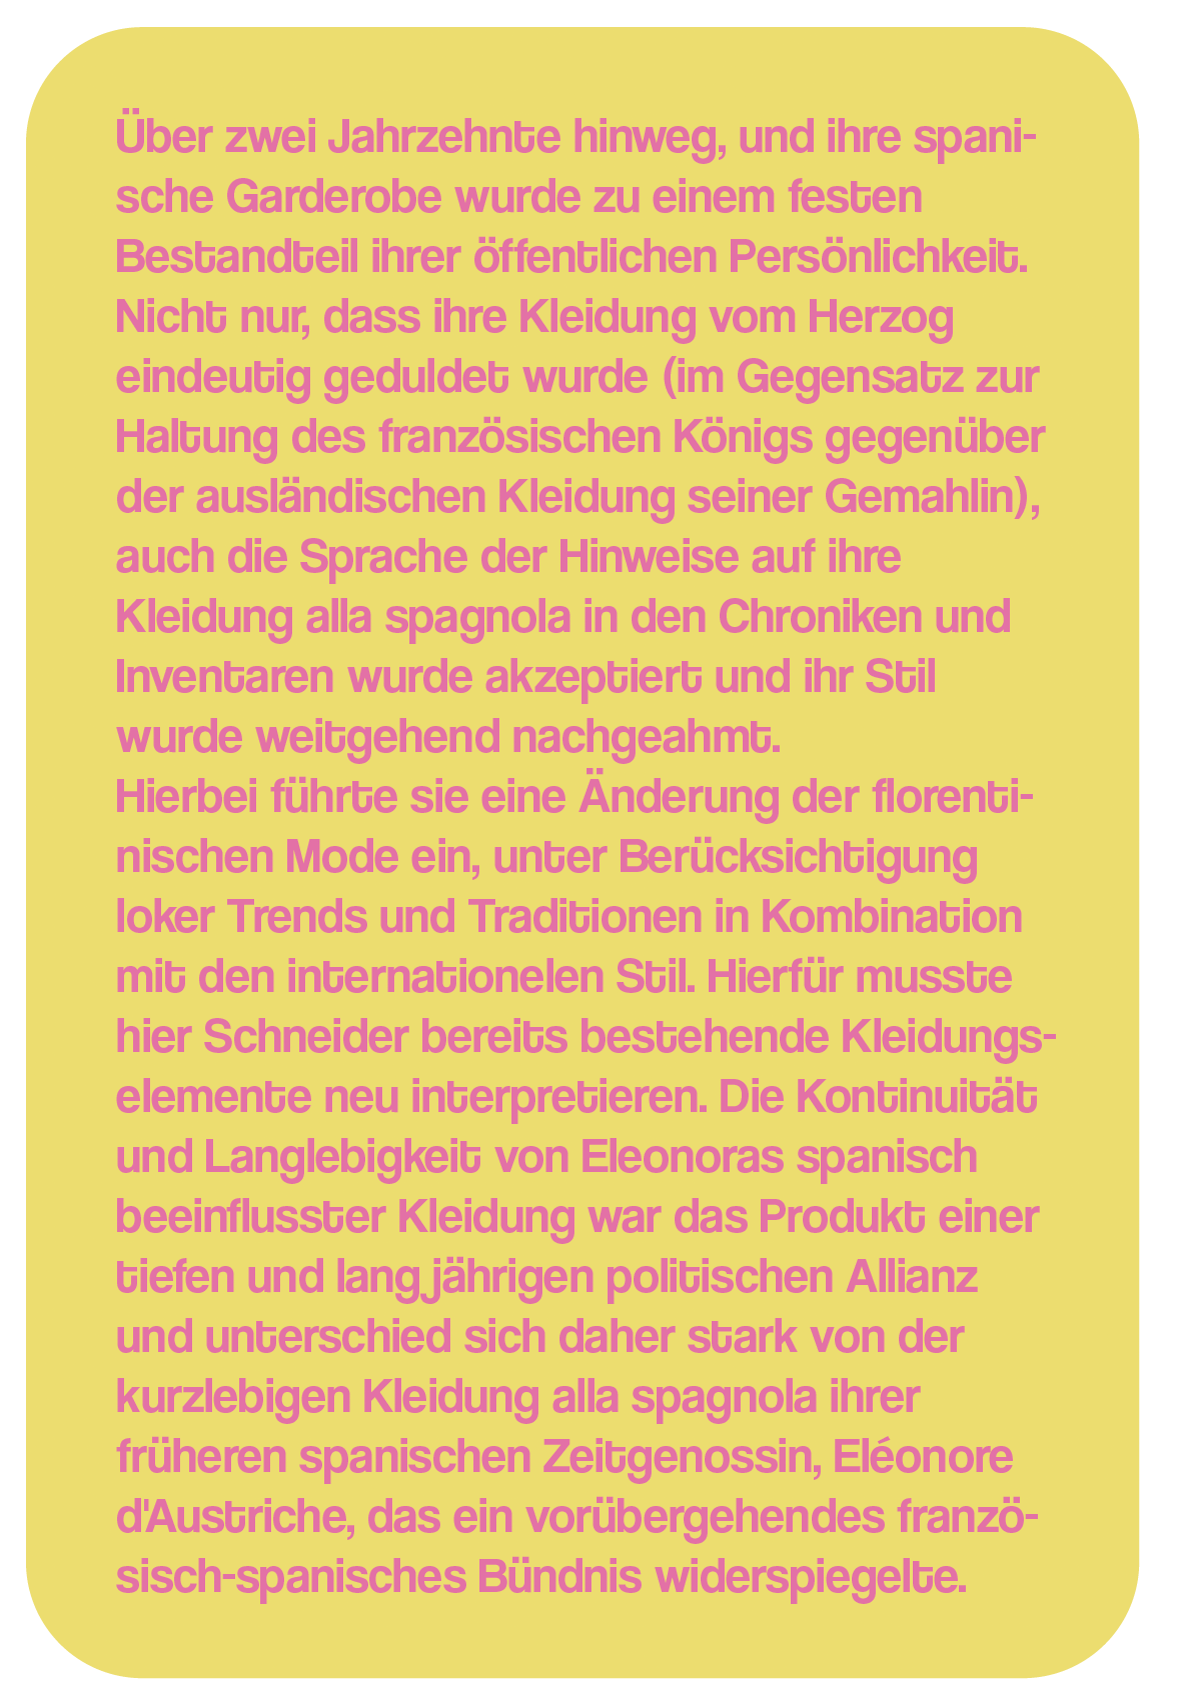 Über zwei Jahrzehnte hinweg, und ihre spani-
sche Garderobe wurde zu einem festen
Bestandteil ihrer öffentlichen Persönlichkeit.
Nicht nur, dass ihre Kleidung vom Herzog
eindeutig geduldet wurde (im Gegensatz zur
Haltung des französischen Königs gegenüber
der ausländischen Kleidung seiner Gemahlin),
auch die Sprache der Hinweise auf ihre
Kleidung alla spagnola in den Chroniken und
Inventaren wurde akzeptiert und ihr Stil
wurde weitgehend nachgeahmt.
Hierbei führte sie eine Änderung der florenti-
nischen Mode ein, unter Berücksichtigung
loker Trends und Traditionen in Kombination
mit den internationelen Stil. Hierfür musste
hier Schneider bereits bestehende Kleidungs-
elemente neu interpretieren. Die Kontinuität
und Langlebigkeit von Eleonoras spanisch
beeinflusster Kleidung war das Produkt einer
tiefen und langjährigen politischen Allianz
und unterschied sich daher stark von der
kurzlebigen Kleidung alla spagnola ihrer
früheren spanischen Zeitgenossin, Eléonore
d'Austriche, das ein vorübergehendes franzö-
sisch-spanisches Bündnis widerspiegelte.